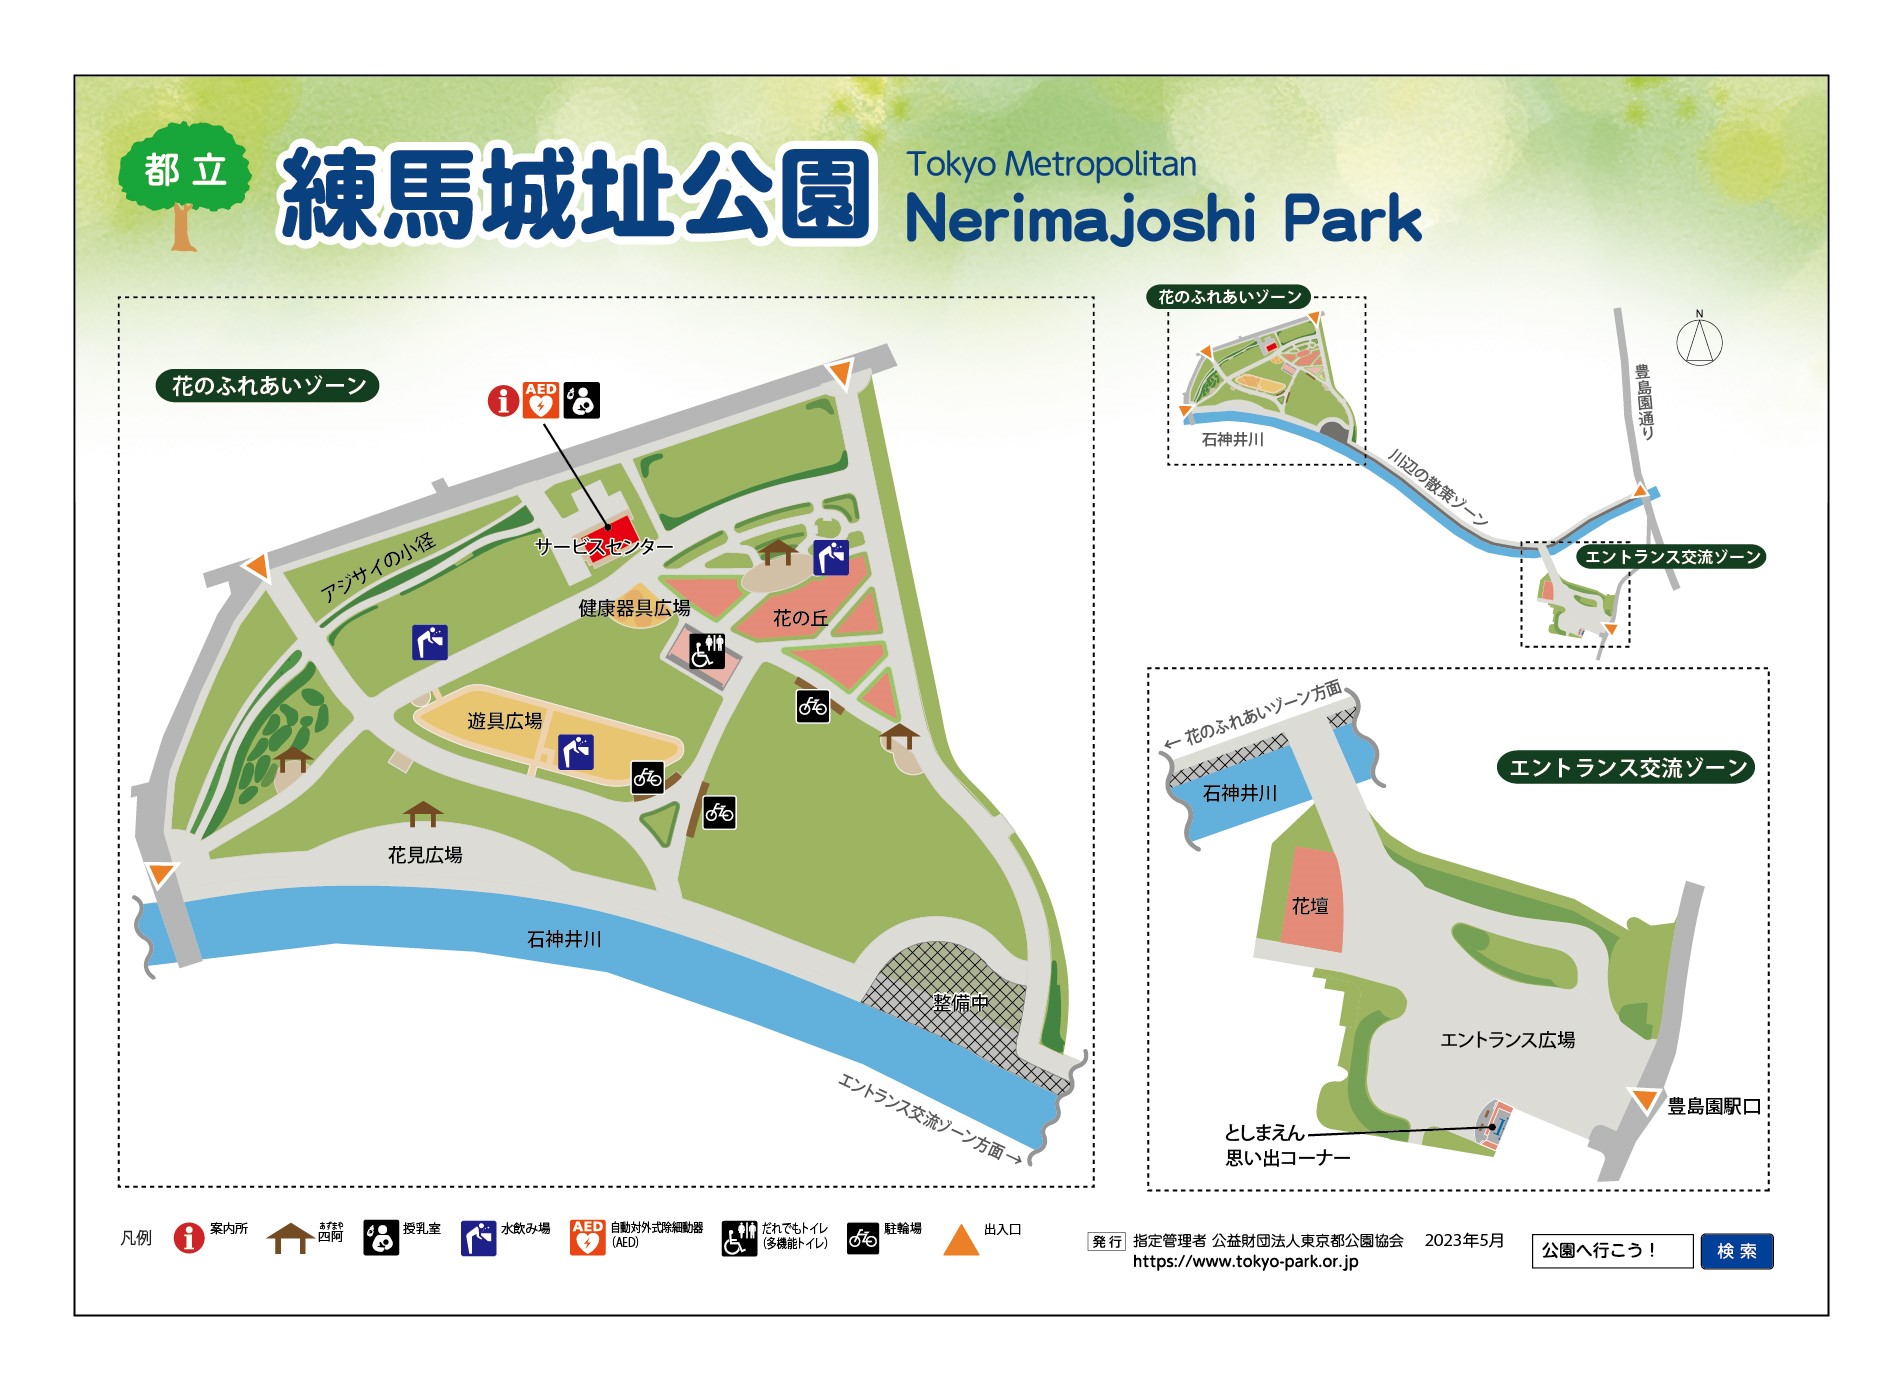 都立
練馬城址公園
Tokyo Metropolitan
Nerimajoshi Park
花のふれあいゾーン
AED
サービスセンター
アジサイの小径
健康器具広場
花の丘
遊具広場
花見広場
石神井川
整備中
エントランス交流ゾーン方面→
花のふれあいゾーン
N
豊島園通り
石神井川
川辺の散策ゾーン
エントランス交流ゾーン
← 花のふれあいゾーン方面
エントランス交流ゾーン
石神井川
花壇
エントランス広場
豊島園駅口
としまえん
思い出コーナー
凡例
案内所
あずまや
四阿
授乳室
水飲み場
AED
自動対外式除細動器
(AED)
だれでもトイレ
(多機能トイレ)
駐輪場
出入口
発行 指定管理者 公益財団法人東京都公園協会 2023年5月
https://www.tokyo-park.or.jp
公園へ行こう！
検索